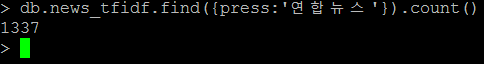 > db.news_tfidf.find({press:'연합뉴스'}).count()
1337
>